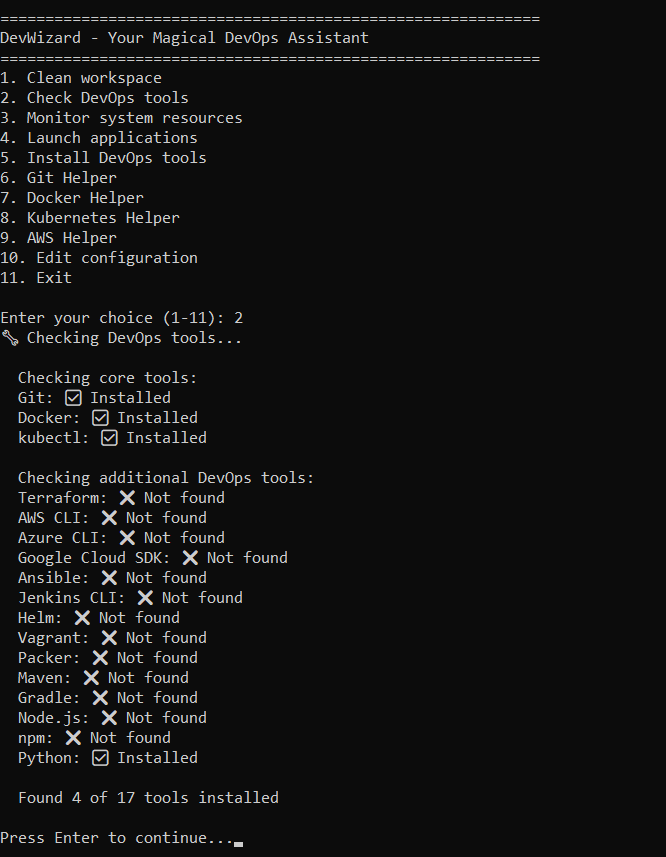 ============================================================
DevWizard - Your Magical DevOps Assistant
============================================================
1. Clean workspace
2. Check DevOps tools
3. Monitor system resources
4. Launch applications
5. Install DevOps tools
6. Git Helper
7. Docker Helper
8. Kubernetes Helper
9. AWS Helper
10. Edit configuration
11. Exit

Enter your choice (1-11): 2
🔧 Checking DevOps tools...

  Checking core tools:
  Git: ☑ Installed
  Docker: ☑ Installed
  kubectl: ☑ Installed

  Checking additional DevOps tools:
  Terraform: ❌ Not found
  AWS CLI: ❌ Not found
  Azure CLI: ❌ Not found
  Google Cloud SDK: ❌ Not found
  Ansible: ❌ Not found
  Jenkins CLI: ❌ Not found
  Helm: ❌ Not found
  Vagrant: ❌ Not found
  Packer: ❌ Not found
  Maven: ❌ Not found
  Gradle: ❌ Not found
  Node.js: ❌ Not found
  npm: ❌ Not found
  Python: ☑ Installed

  Found 4 of 17 tools installed

Press Enter to continue...